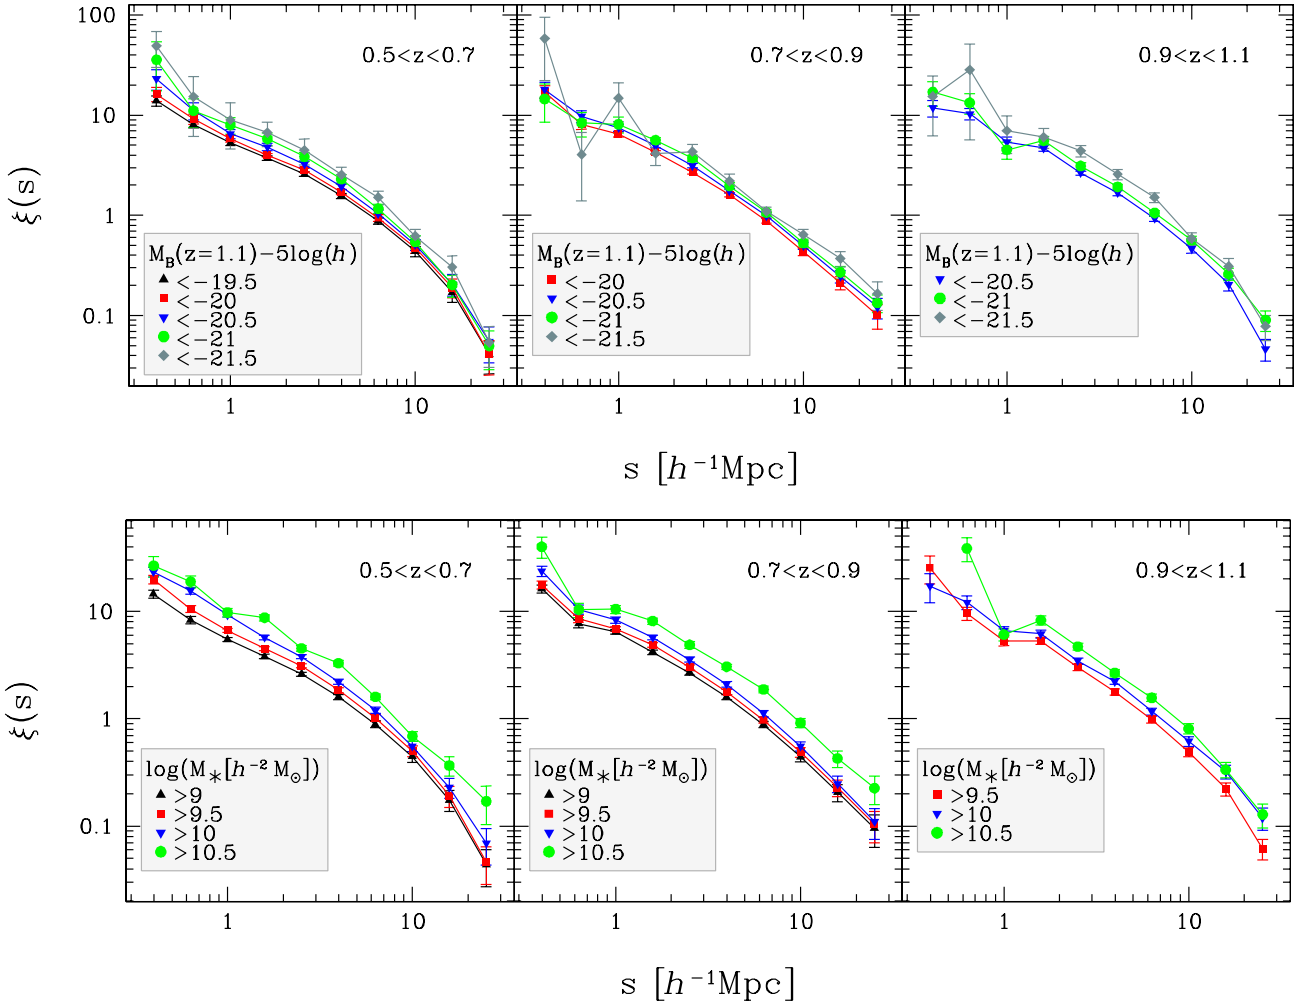 100
10
1
0.1
ξ(s)
0.5<z<0.7
M_B(z=1.1)−5log(h)
<−19.5
<−20
<−20.5
<−21
<−21.5
0.7<z<0.9
M_B(z=1.1)−5log(h)
<−20
<−20.5
<−21
<−21.5
0.9<z<1.1
M_B(z=1.1)−5log(h)
<−20.5
<−21
<−21.5
1 10 1 10 1 10
s [h⁻¹Mpc]
10
1
0.1
ξ(s)
0.5<z<0.7
log(M_*[h⁻² M_⊙])
>9
>9.5
>10
>10.5
0.7<z<0.9
log(M_*[h⁻² M_⊙])
>9
>9.5
>10
>10.5
0.9<z<1.1
log(M_*[h⁻² M_⊙])
>9.5
>10
>10.5
1 10 1 10 1 10
s [h⁻¹Mpc]